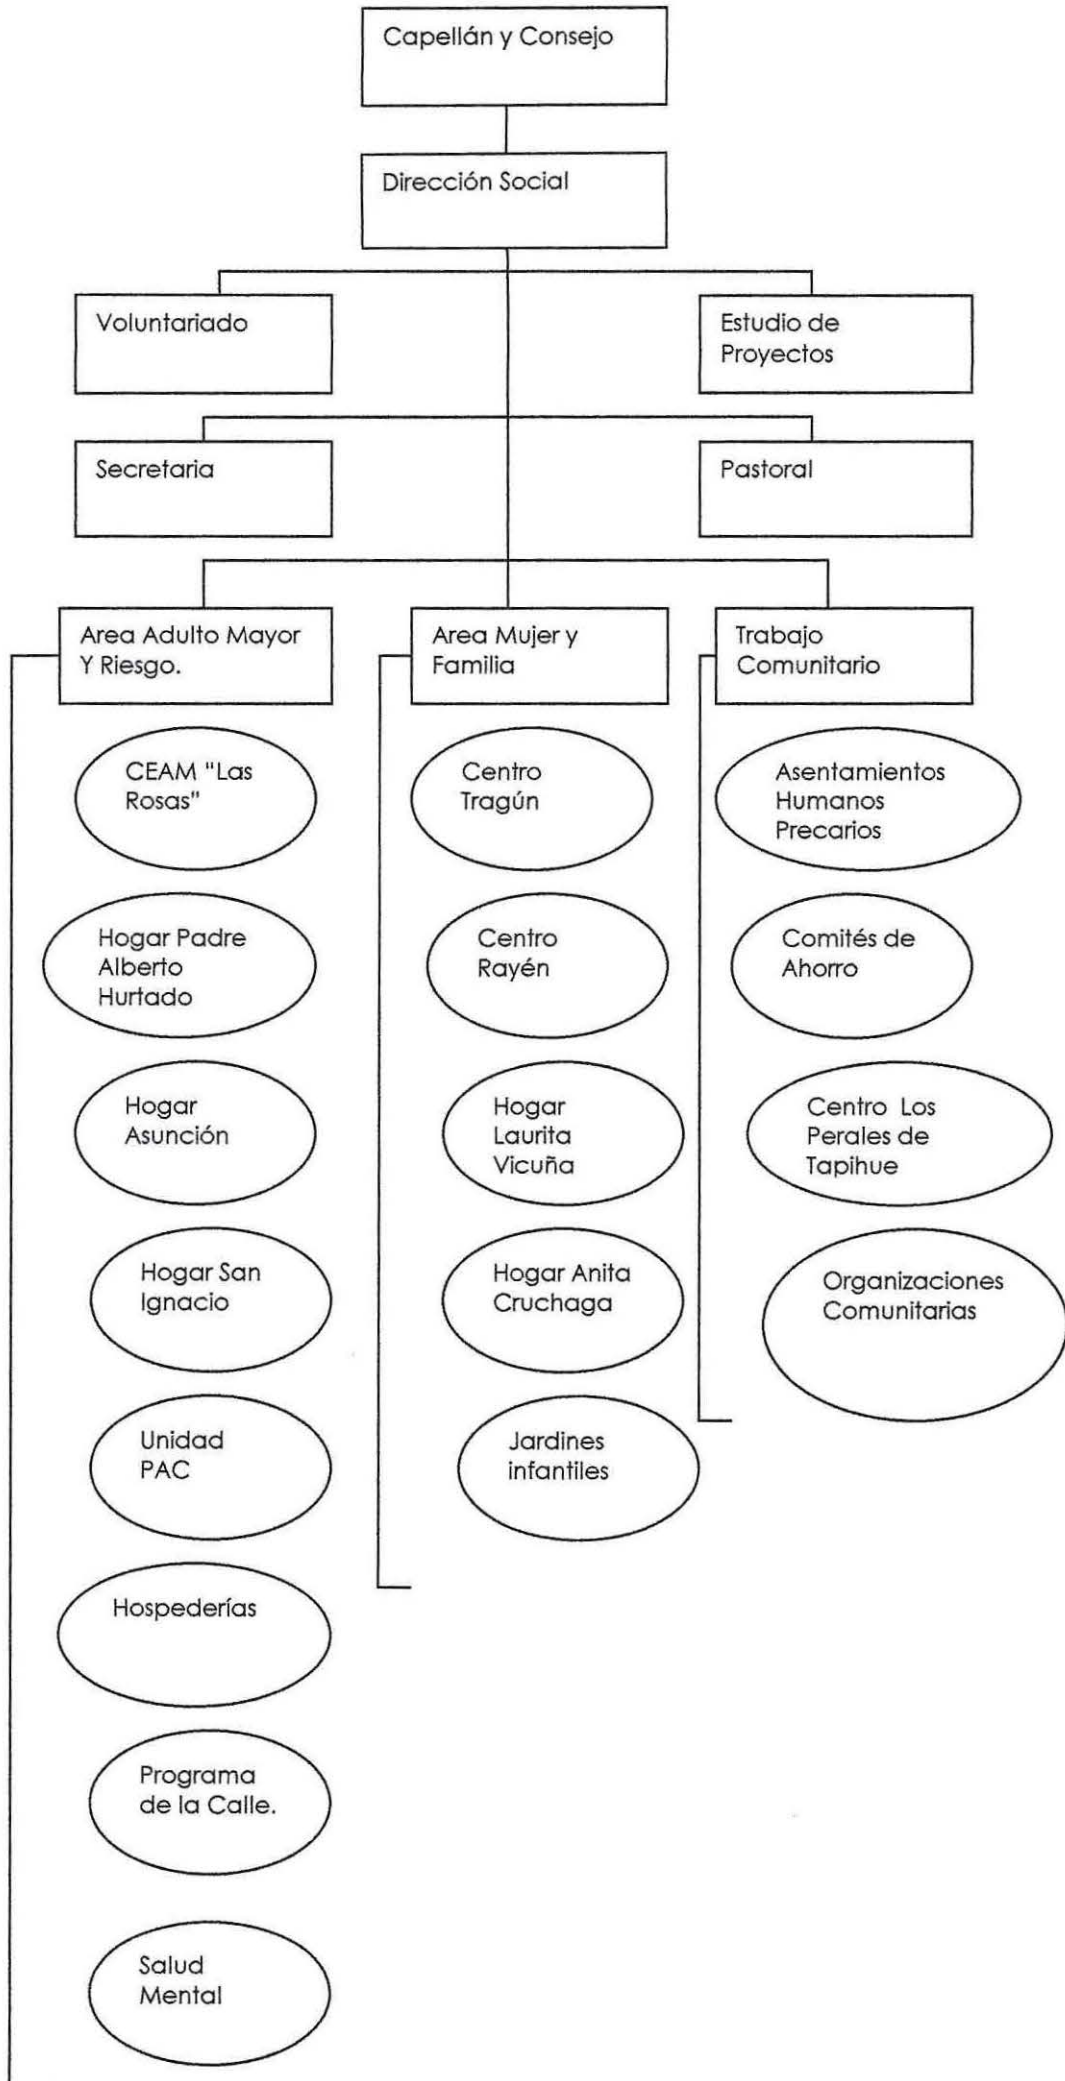 Capellán y Consejo
Dirección Social
Voluntariado
Estudio de
Proyectos
Secretaria
Pastoral
Area Adulto Mayor
Y Riesgo.
Area Mujer y
Familia
Trabajo
Comunitario
CEAM "Las
Rosas"
Hogar Padre
Alberto
Hurtado
Hogar
Asunción
Hogar San
Ignacio
Unidad
PAC
Hospederías
Programa
de la Calle.
Salud
Mental
Centro
Tragún
Centro
Rayén
Hogar
Laurita
Vicuña
Hogar Anita
Cruchaga
Jardines
infantiles
Asentamientos
Humanos
Precarios
Comités de
Ahorro
Centro Los
Perales de
Tapihue
Organizaciones
Comunitarias